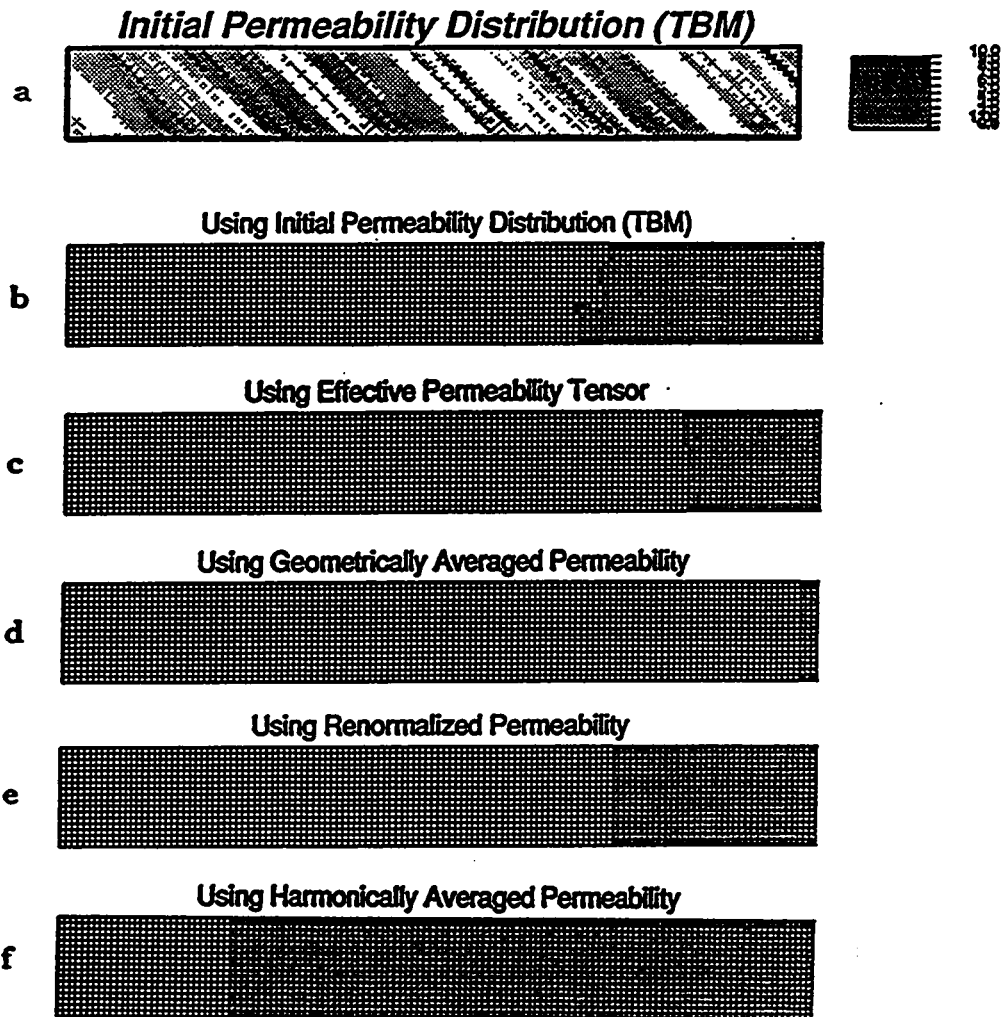 Initial Permeability Distribution (TBM)
a
Using Initial Permeability Distribution (TBM)
b
Using Effective Permeability Tensor
c
Using Geometrically Averaged Permeability
d
Using Renormalized Permeability
e
Using Harmonically Averaged Permeability
f